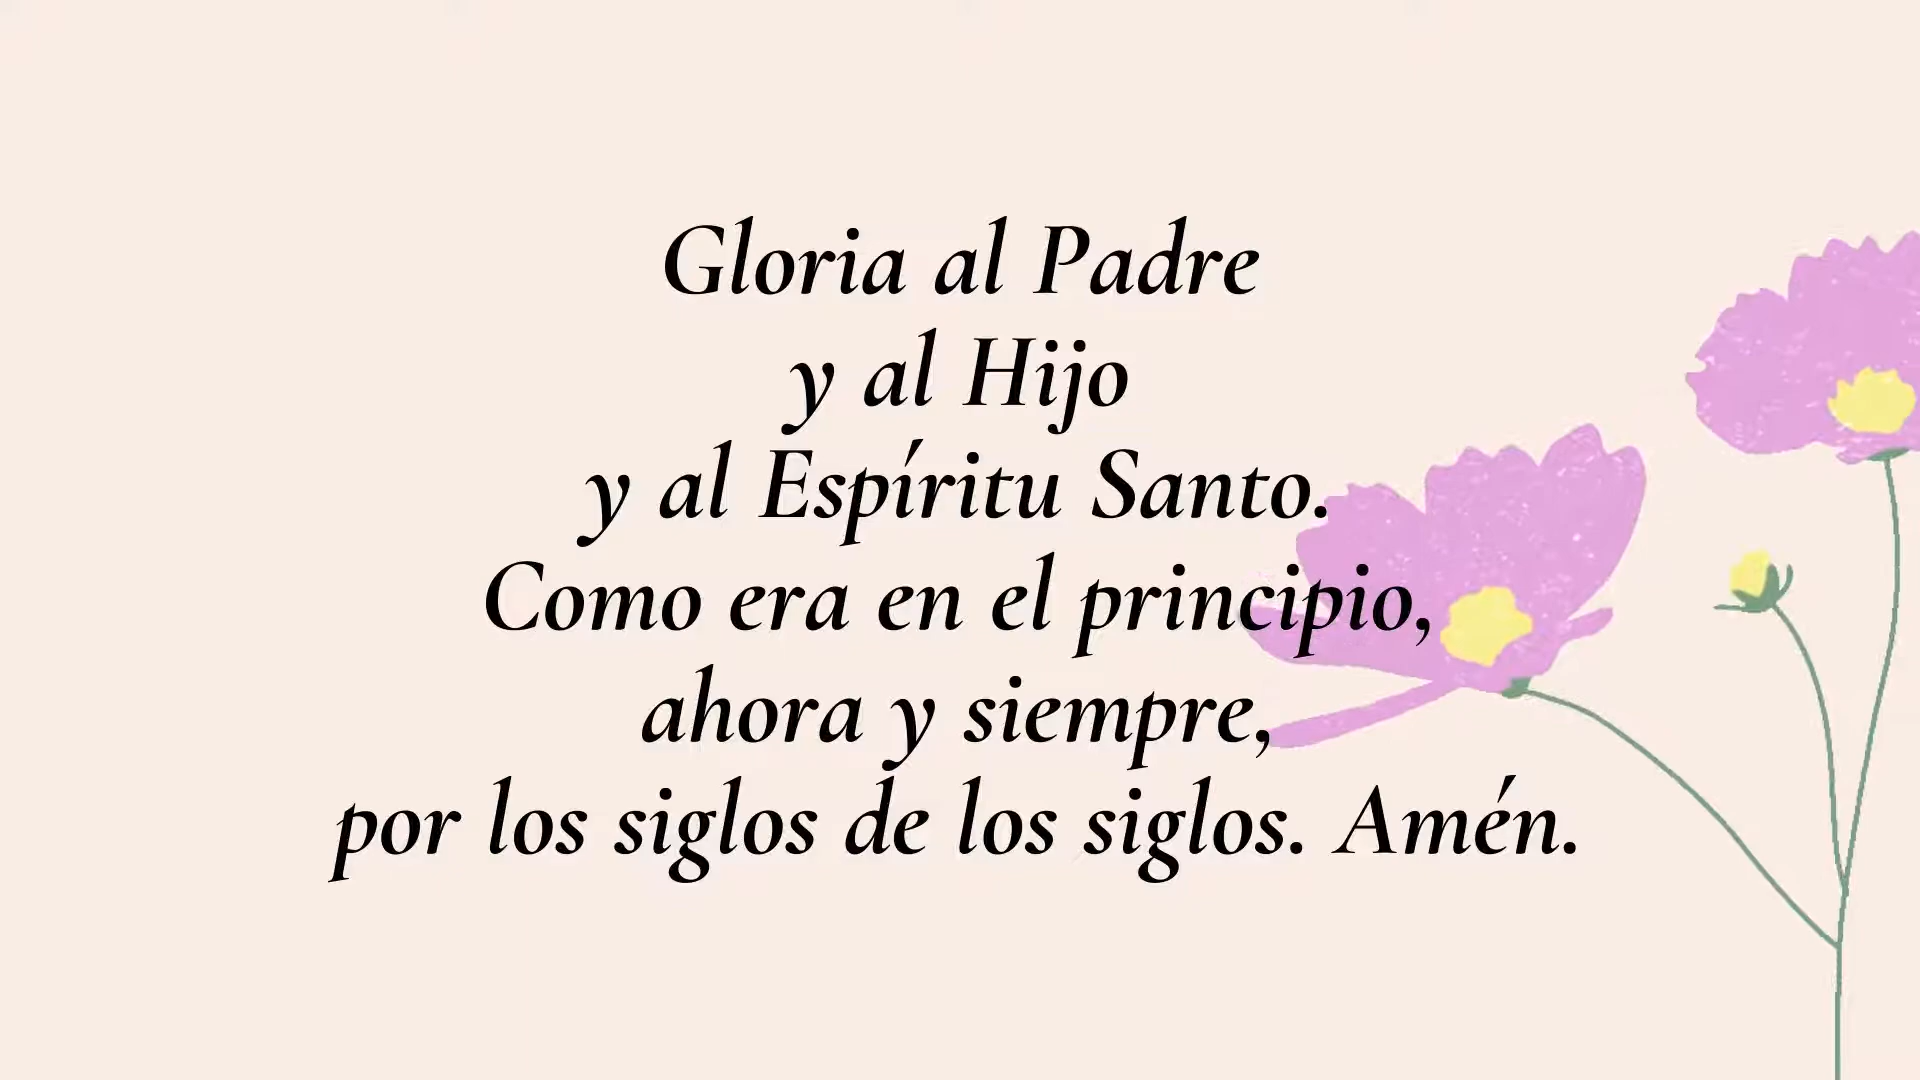 Gloria al Padre
y al Hijo
y al Espíritu Santo.
Como era en el principio,
ahora y siempre,
por los siglos de los siglos. Amén.